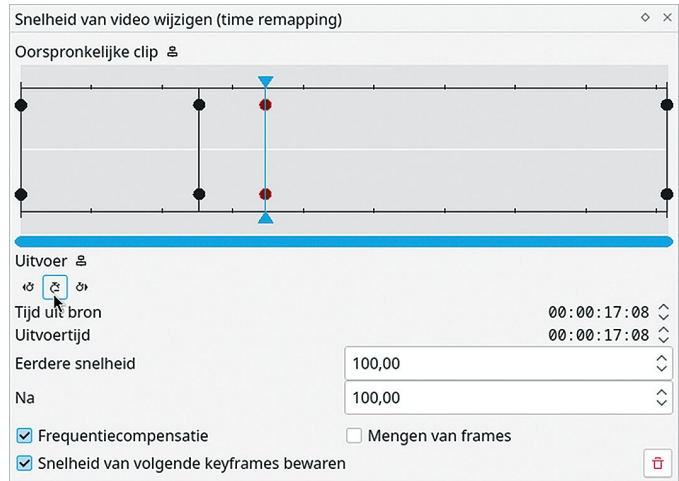 Snelheid van video wijzigen (time remapping)
Oorspronkelijke clip
Uitvoer
Tijd uit bron 00:00:17:08
Uitvoertijd 00:00:17:08
Eerdere snelheid 100,00
Na 100,00
Frequentiecompensatie Mengen van frames
Snelheid van volgende keyframes bewaren